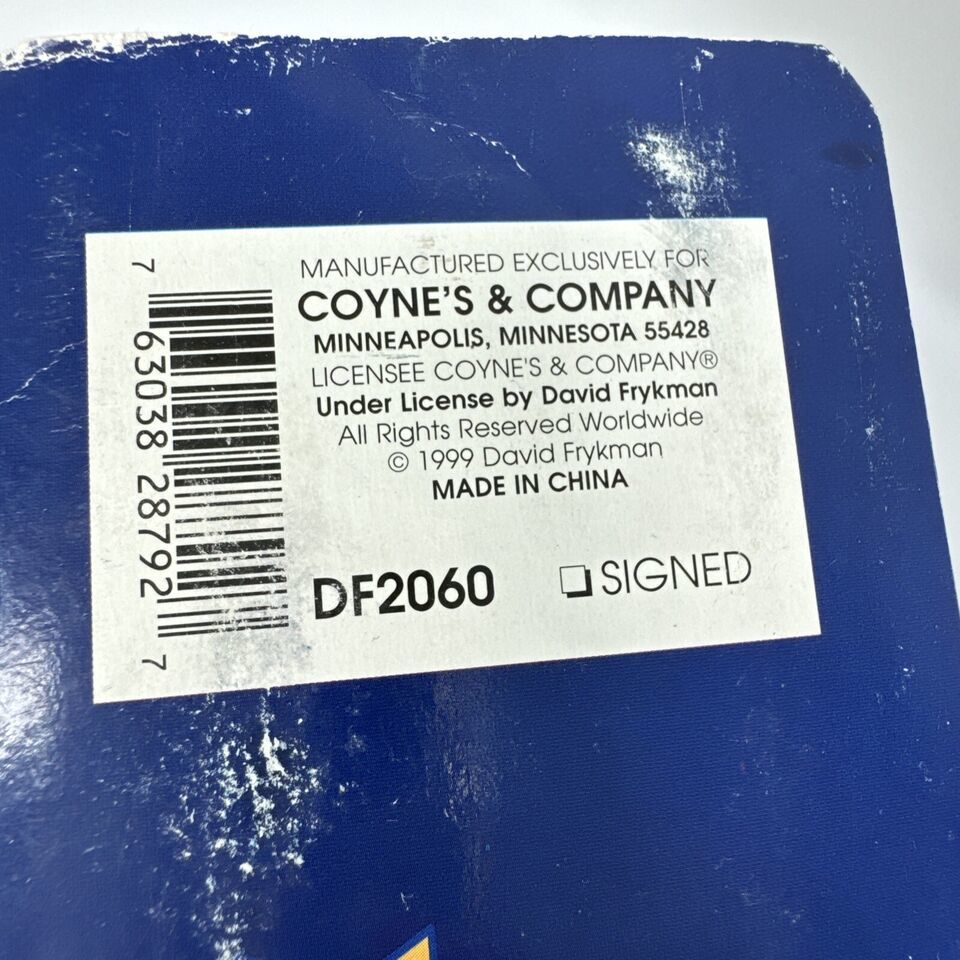 MANUFACTURED EXCLUSIVELY FOR
COYNE'S & COMPANY
MINNEAPOLIS, MINNESOTA 55428
LICENSEE COYNE'S & COMPANY®
Under License by David Frykman
All Rights Reserved Worldwide
© 1999 David Frykman
MADE IN CHINA
DF2060
SIGNED
7 63038 28792 7